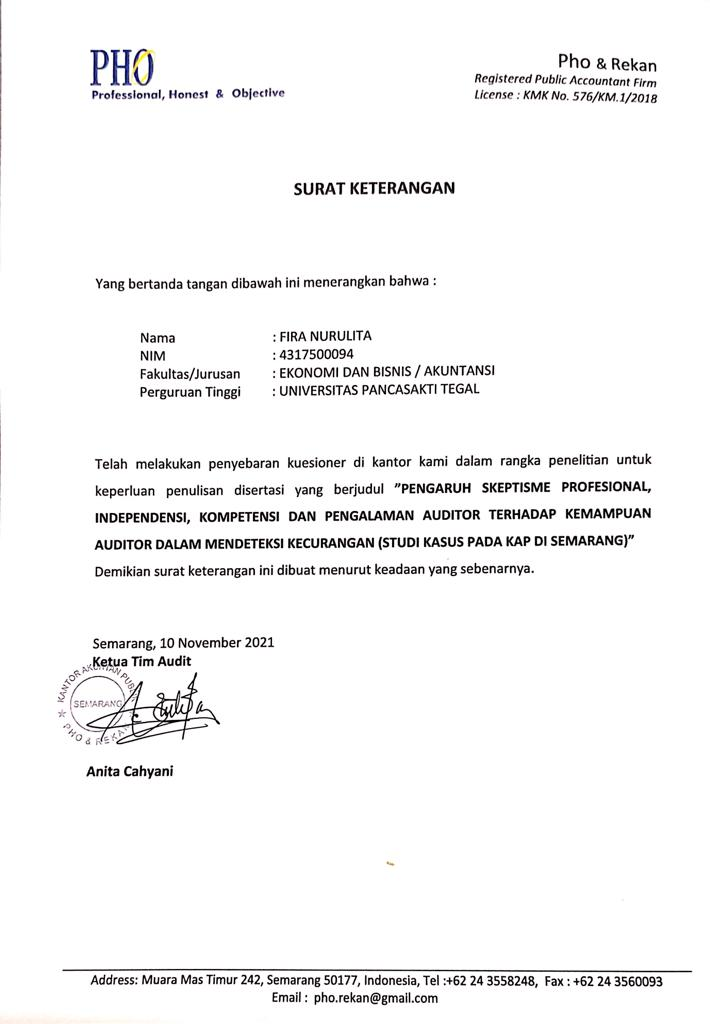 PHO
Professional, Honest & Objective
Pho & Rekan
Registered Public Accountant Firm
License : KMK No. 576/KM.1/2018
SURAT KETERANGAN
Yang bertanda tangan dibawah ini menerangkan bahwa :
Nama : FIRA NURULITA
NIM : 4317500094
Fakultas/Jurusan : EKONOMI DAN BISNIS / AKUNTANSI
Perguruan Tinggi : UNIVERSITAS PANCASAKTI TEGAL
Telah melakukan penyebaran kuesioner di kantor kami dalam rangka penelitian untuk
keperluan penulisan disertasi yang berjudul "PENGARUH SKEPTISME PROFESIONAL,
INDEPENDENSI, KOMPETENSI DAN PENGALAMAN AUDITOR TERHADAP KEMAMPUAN
AUDITOR DALAM MENDETEKSI KECURANGAN (STUDI KASUS PADA KAP DI SEMARANG)"
Demikian surat keterangan ini dibuat menurut keadaan yang sebenarnya.
Semarang, 10 November 2021
Ketua Tim Audit
KANTOR AKUNTAN PUBLIK
SEMARANG
PHO & REKAN
Anita Cahyani
Address: Muara Mas Timur 242, Semarang 50177, Indonesia, Tel :+62 24 3558248, Fax : +62 24 3560093
Email : pho.rekan@gmail.com